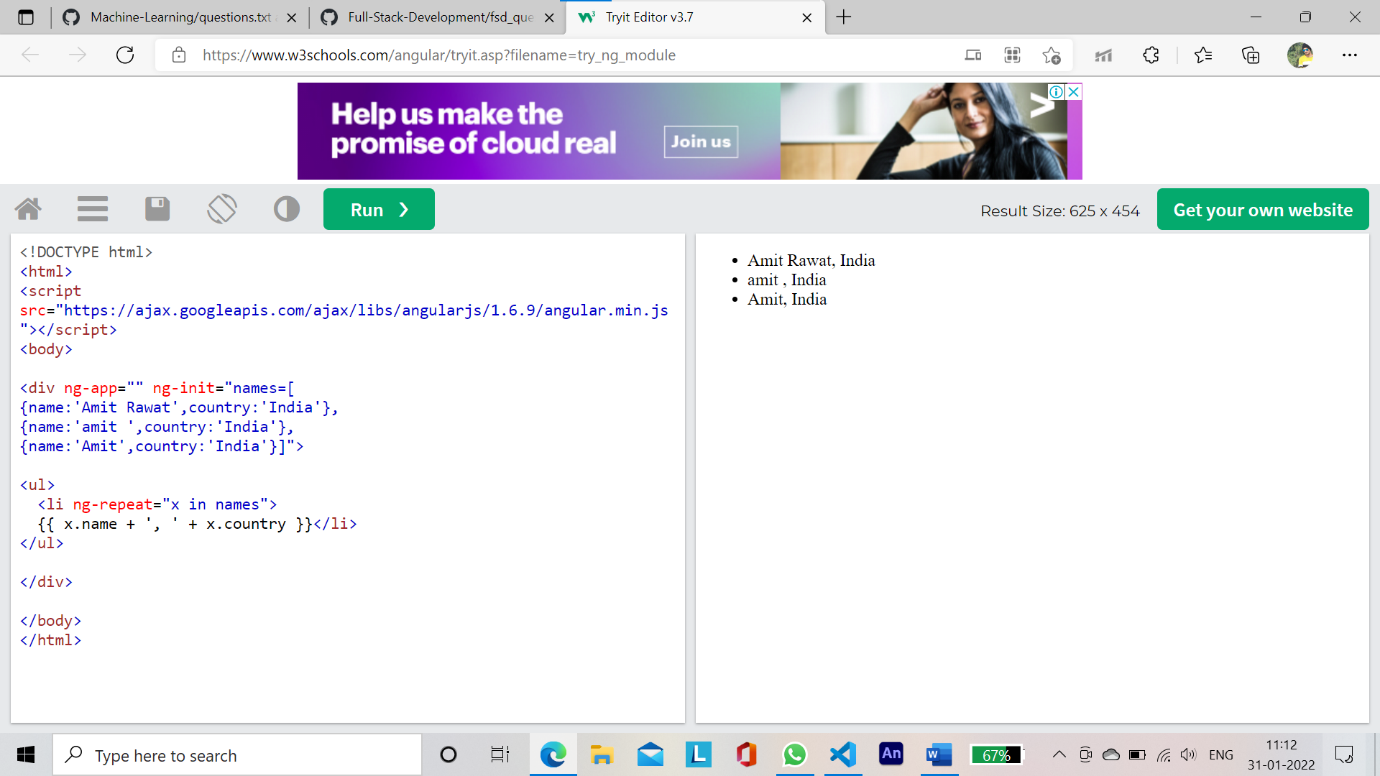 Machine-Learning/questions.txt
Full-Stack-Development/fsd_que
Tryit Editor v3.7
https://www.w3schools.com/angular/tryit.asp?filename=try_ng_module
Help us make the
promise of cloud real
Join us
Run ❯
Result Size: 625 x 454
Get your own website
<!DOCTYPE html>
<html>
<script
src="https://ajax.googleapis.com/ajax/libs/angularjs/1.6.9/angular.min.js
"></script>
<body>
<div ng-app="" ng-init="names=[
{name:'Amit Rawat',country:'India'},
{name:'amit ',country:'India'},
{name:'Amit',country:'India'}]">
<ul>
  <li ng-repeat="x in names">
  {{ x.name + ', ' + x.country }}</li>
</ul>
</div>
</body>
</html>
• Amit Rawat, India
• amit , India
• Amit, India
Type here to search
L
An
W
67%
ENG
11:12
31-01-2022